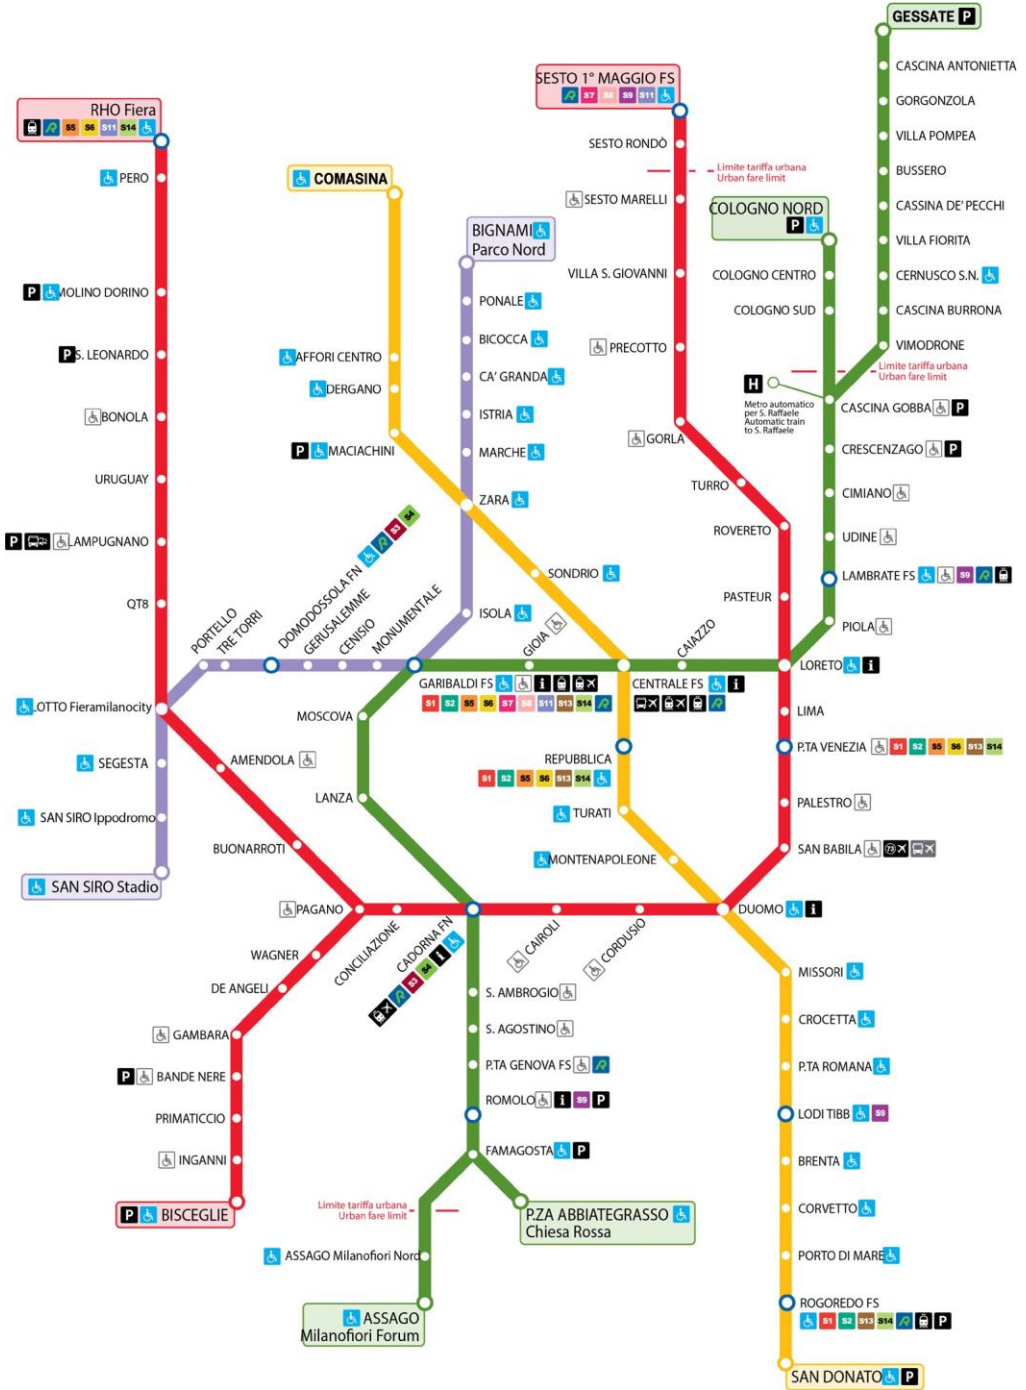 GESSATE P
CASCINA ANTONIETTA
GORGONZOLA
VILLA POMPEA
BUSSERO
CASSINA DE' PECCHI
VILLA FIORITA
CERNUSCO S.N.
CASCINA BURRONA
VIMODRONE
Limite tariffa urbana
Urban fare limit
SESTO 1° MAGGIO FS
R S7 S8 S9 S11
SESTO RONDÒ
Limite tariffa urbana
Urban fare limit
SESTO MARELLI
VILLA S. GIOVANNI
PRECOTTO
GORLA
TURRO
ROVERETO
PASTEUR
COLOGNO NORD
P
COLOGNO CENTRO
COLOGNO SUD
H
Metro automatico
per S. Raffaele
Automatic train
to S. Raffaele
CASCINA GOBBA P
CRESCENZAGO P
CIMIANO
UDINE
LAMBRATE FS S9 R
PIOLA
LORETO i
LIMA
P.TA VENEZIA S1 S2 S5 S6 S13 S14
PALESTRO
SAN BABILA 73
DUOMO i
RHO Fiera
R S5 S6 S11 S14
PERO
P MOLINO DORINO
P S. LEONARDO
BONOLA
URUGUAY
P LAMPUGNANO
QT8
LOTTO Fieramilanocity
SEGESTA
SAN SIRO Ippodromo
SAN SIRO Stadio
COMASINA
AFFORI CENTRO
DERGANO
P MACIACHINI
BIGNAMI
Parco Nord
PONALE
BICOCCA
CA' GRANDA
ISTRIA
MARCHE
ZARA
SONDRIO
ISOLA
PORTELLO
TRE TORRI
DOMODOSSOLA FN R S3 S4
GERUSALEMME
CENISIO
MONUMENTALE
GIOIA
CAIAZZO
GARIBALDI FS i
S1 S2 S5 S6 S7 S8 S11 S13 S14 R
CENTRALE FS i
R
MOSCOVA
LANZA
REPUBBLICA
S1 S2 S5 S6 S13 S14
TURATI
MONTENAPOLEONE
AMENDOLA
BUONARROTI
PAGANO
CONCILIAZIONE
CADORNA FN
R S3 S4 i
CAIROLI
CORDUSIO
WAGNER
DE ANGELI
GAMBARA
P BANDE NERE
PRIMATICCIO
INGANNI
P BISCEGLIE
S. AMBROGIO
S. AGOSTINO
P.TA GENOVA FS R
ROMOLO i S9 P
FAMAGOSTA P
Limite tariffa urbana
Urban fare limit
P.ZA ABBIATEGRASSO
Chiesa Rossa
ASSAGO Milanofiori Nord
ASSAGO
Milanofiori Forum
MISSORI
CROCETTA
P.TA ROMANA
LODI TIBB S9
BRENTA
CORVETTO
PORTO DI MARE
ROGOREDO FS
S1 S2 S13 S14 R P
SAN DONATO P